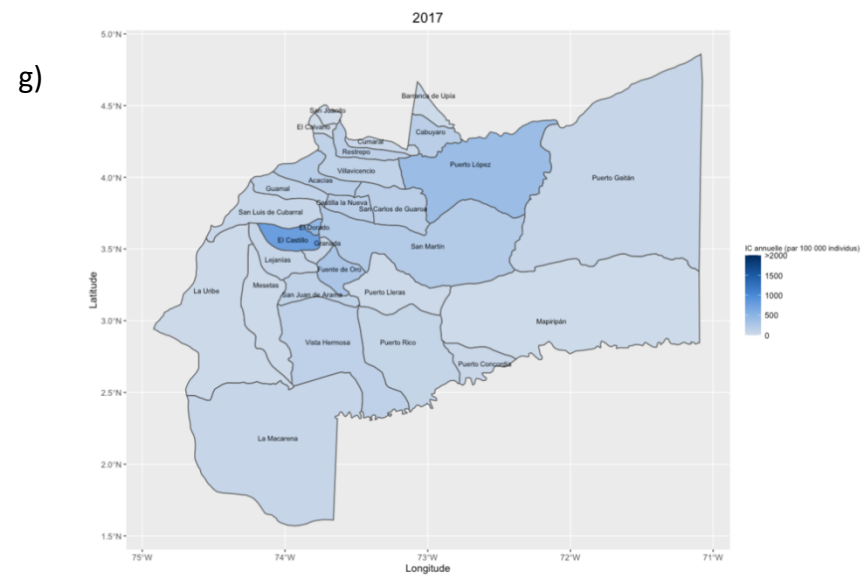 g)
2017
5.0°N
4.5°N
4.0°N
3.5°N
3.0°N
2.5°N
2.0°N
1.5°N
Latitude
Barranca de Upía
San Juanito
El Calvario
Cabuyaro
Cumaral
Restrepo
Puerto López
Villavicencio
Puerto Gaitán
Acacías
Guamal
Castilla la Nueva
San Carlos de Guaroa
San Luis de Cubarral
El Dorado
El Castillo
Granada
San Martín
Lejanías
Fuente de Oro
Mesetas
La Uribe
San Juan de Arama
Puerto Lleras
Mapiripán
Vista Hermosa
Puerto Rico
Puerto Concordia
La Macarena
75°W
74°W
73°W
72°W
71°W
Longitude
IC annuelle (par 100 000 individus)
>2000
1500
1000
500
0